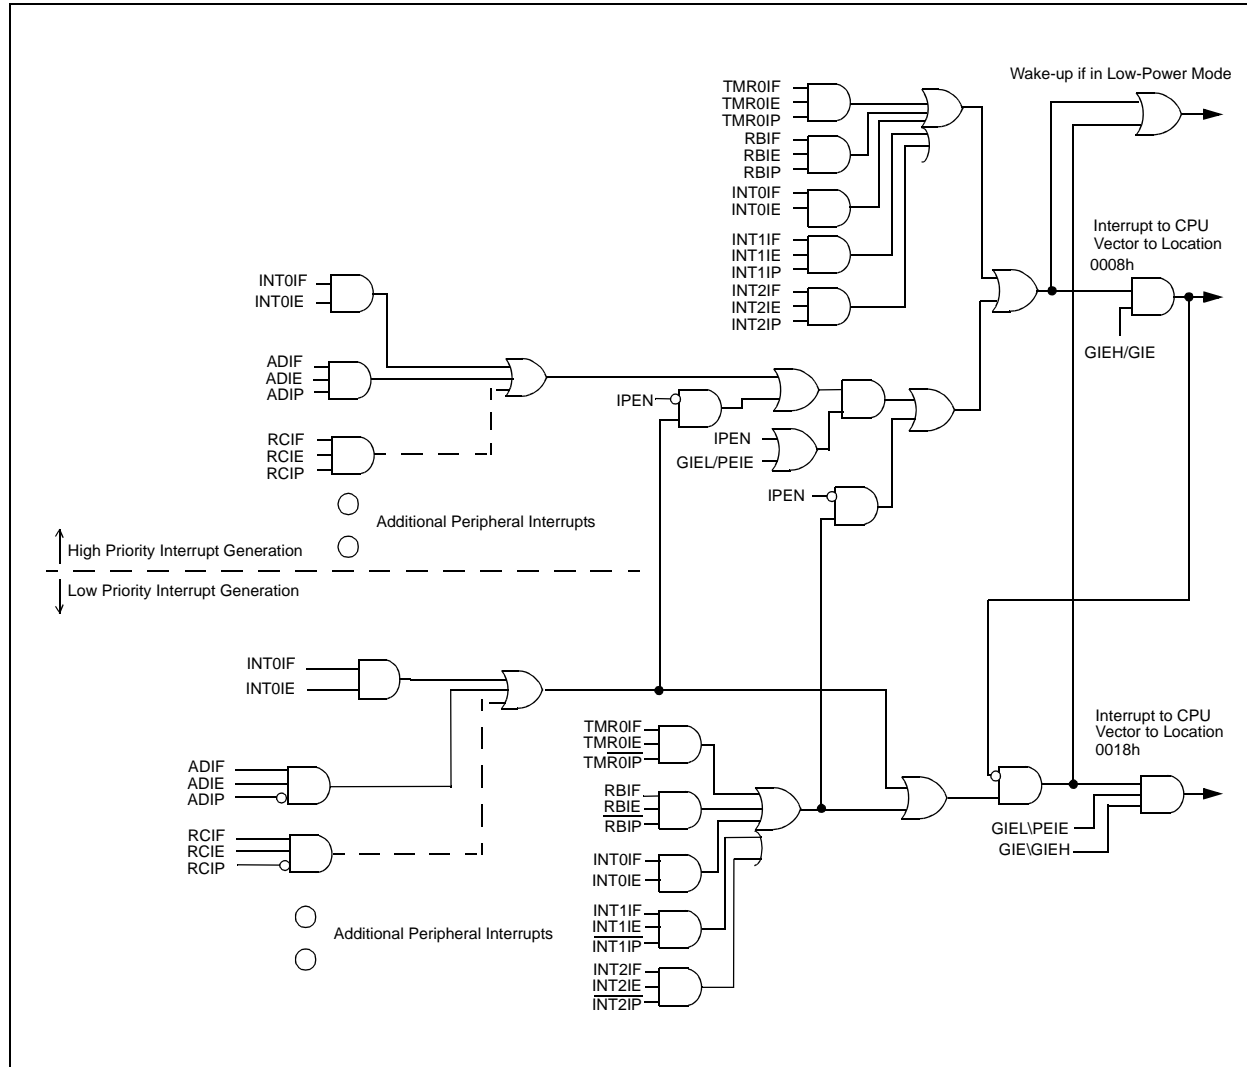 Wake-up if in Low-Power Mode
TMR0IF
TMR0IE
TMR0IP
RBIF
RBIE
RBIP
INT0IF
INT0IE
INT1IF
INT1IE
INT1IP
INT2IF
INT2IE
INT2IP
Interrupt to CPU
Vector to Location
0008h
GIEH/GIE
INT0IF
INT0IE
ADIF
ADIE
ADIP
RCIF
RCIE
RCIP
IPEN
IPEN
GIEL/PEIE
IPEN
Additional Peripheral Interrupts
High Priority Interrupt Generation
Low Priority Interrupt Generation
INT0IF
INT0IE
ADIF
ADIE
ADIP
RCIF
RCIE
RCIP
Additional Peripheral Interrupts
TMR0IF
TMR0IE
TMR0IP
RBIF
RBIE
RBIP
INT0IF
INT0IE
INT1IF
INT1IE
INT1IP
INT2IF
INT2IE
INT2IP
Interrupt to CPU
Vector to Location
0018h
GIEL\PEIE
GIE\GIEH